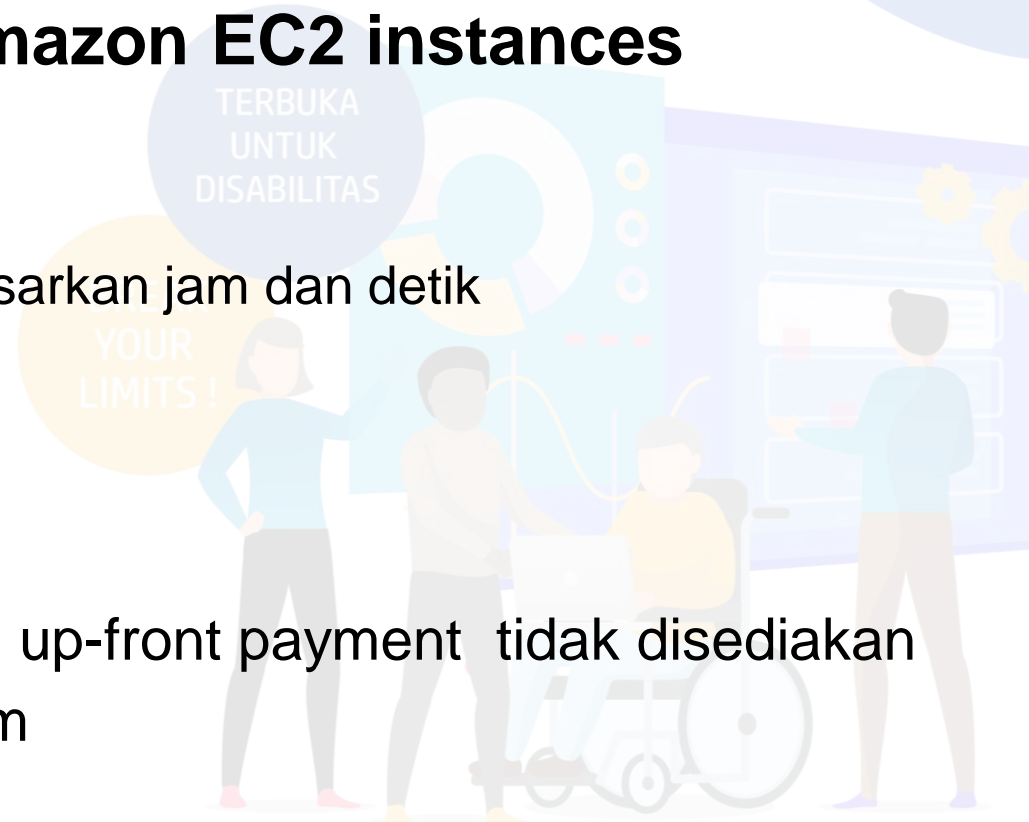 mazon EC2 instances
TERBUKA
UNTUK
DISABILITAS
sarkan jam dan detik
YOUR
LIMITS !
up-front payment tidak disediakan
m